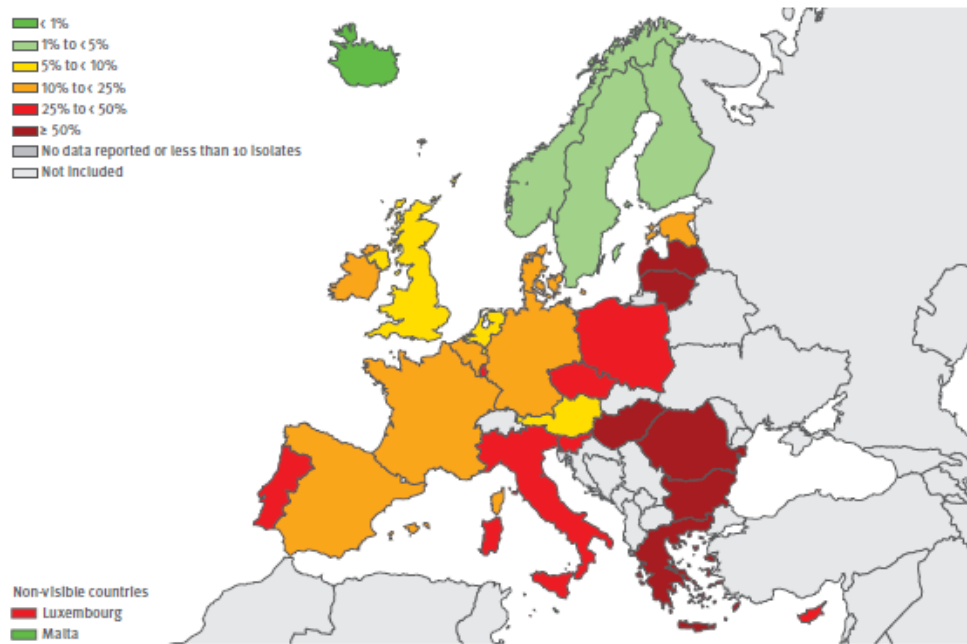 < 1%
1% to < 5%
5% to < 10%
10% to < 25%
25% to < 50%
≥ 50%
No data reported or less than 10 isolates
Not included
Non-visible countries
Luxembourg
Malta